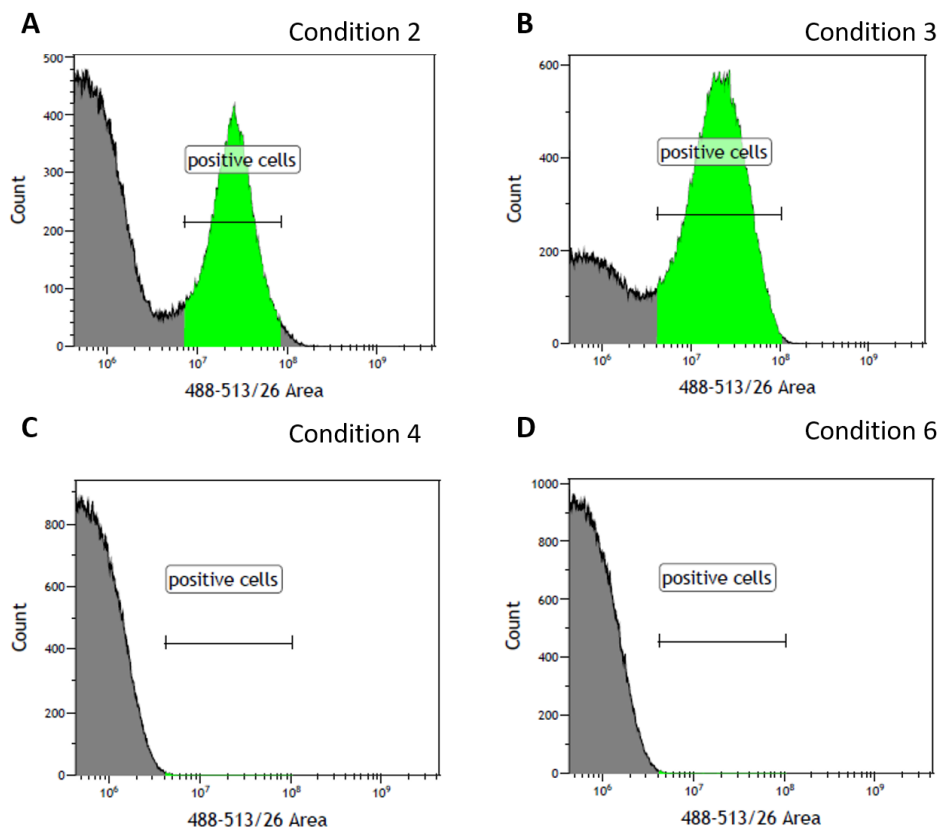 A
Condition 2
500
400
300
200
100
0
Count
positive cells
10⁶ 10⁷ 10⁸ 10⁹
488-513/26 Area
B
Condition 3
600
400
200
0
Count
positive cells
10⁶ 10⁷ 10⁸ 10⁹
488-513/26 Area
C
Condition 4
800
600
400
200
0
Count
positive cells
10⁶ 10⁷ 10⁸ 10⁹
488-513/26 Area
D
Condition 6
1000
800
600
400
200
0
Count
positive cells
10⁶ 10⁷ 10⁸ 10⁹
488-513/26 Area